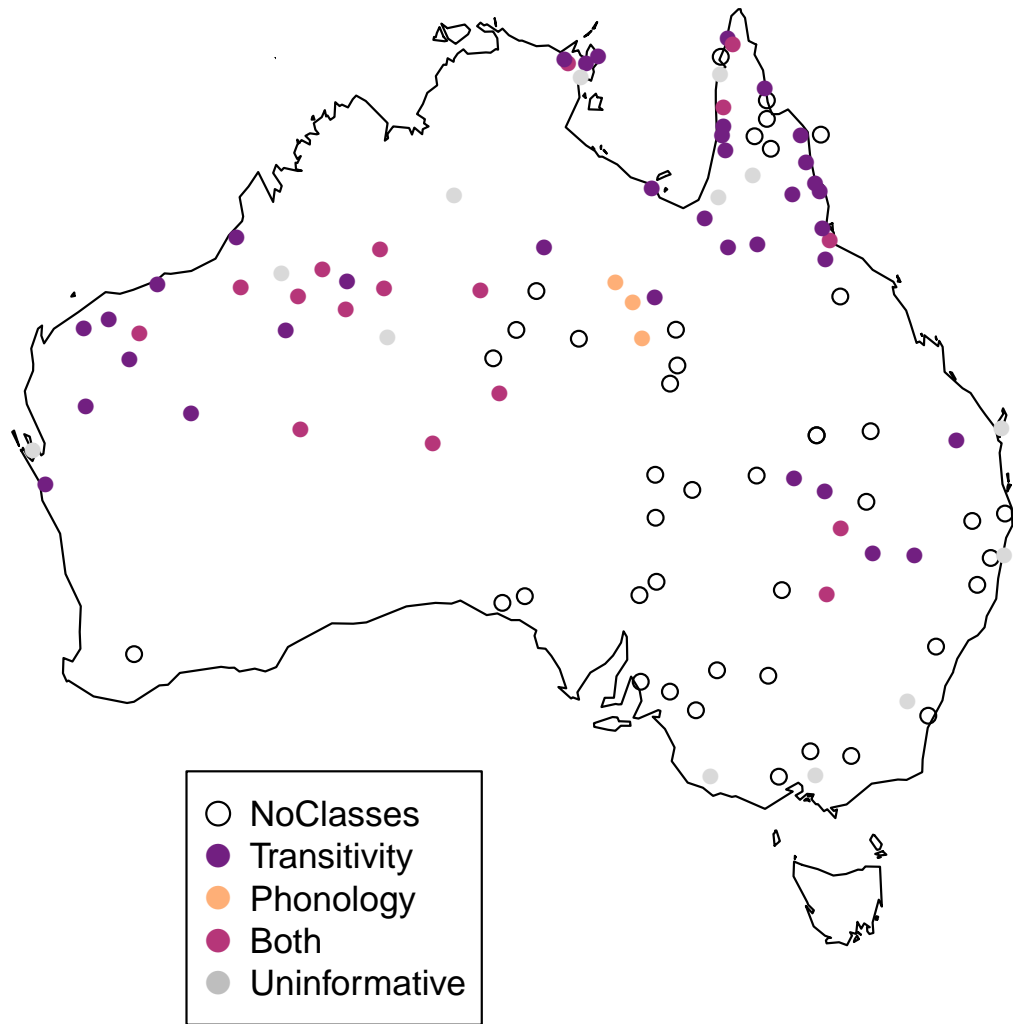 NoClasses
Transitivity
Phonology
Both
Uninformative